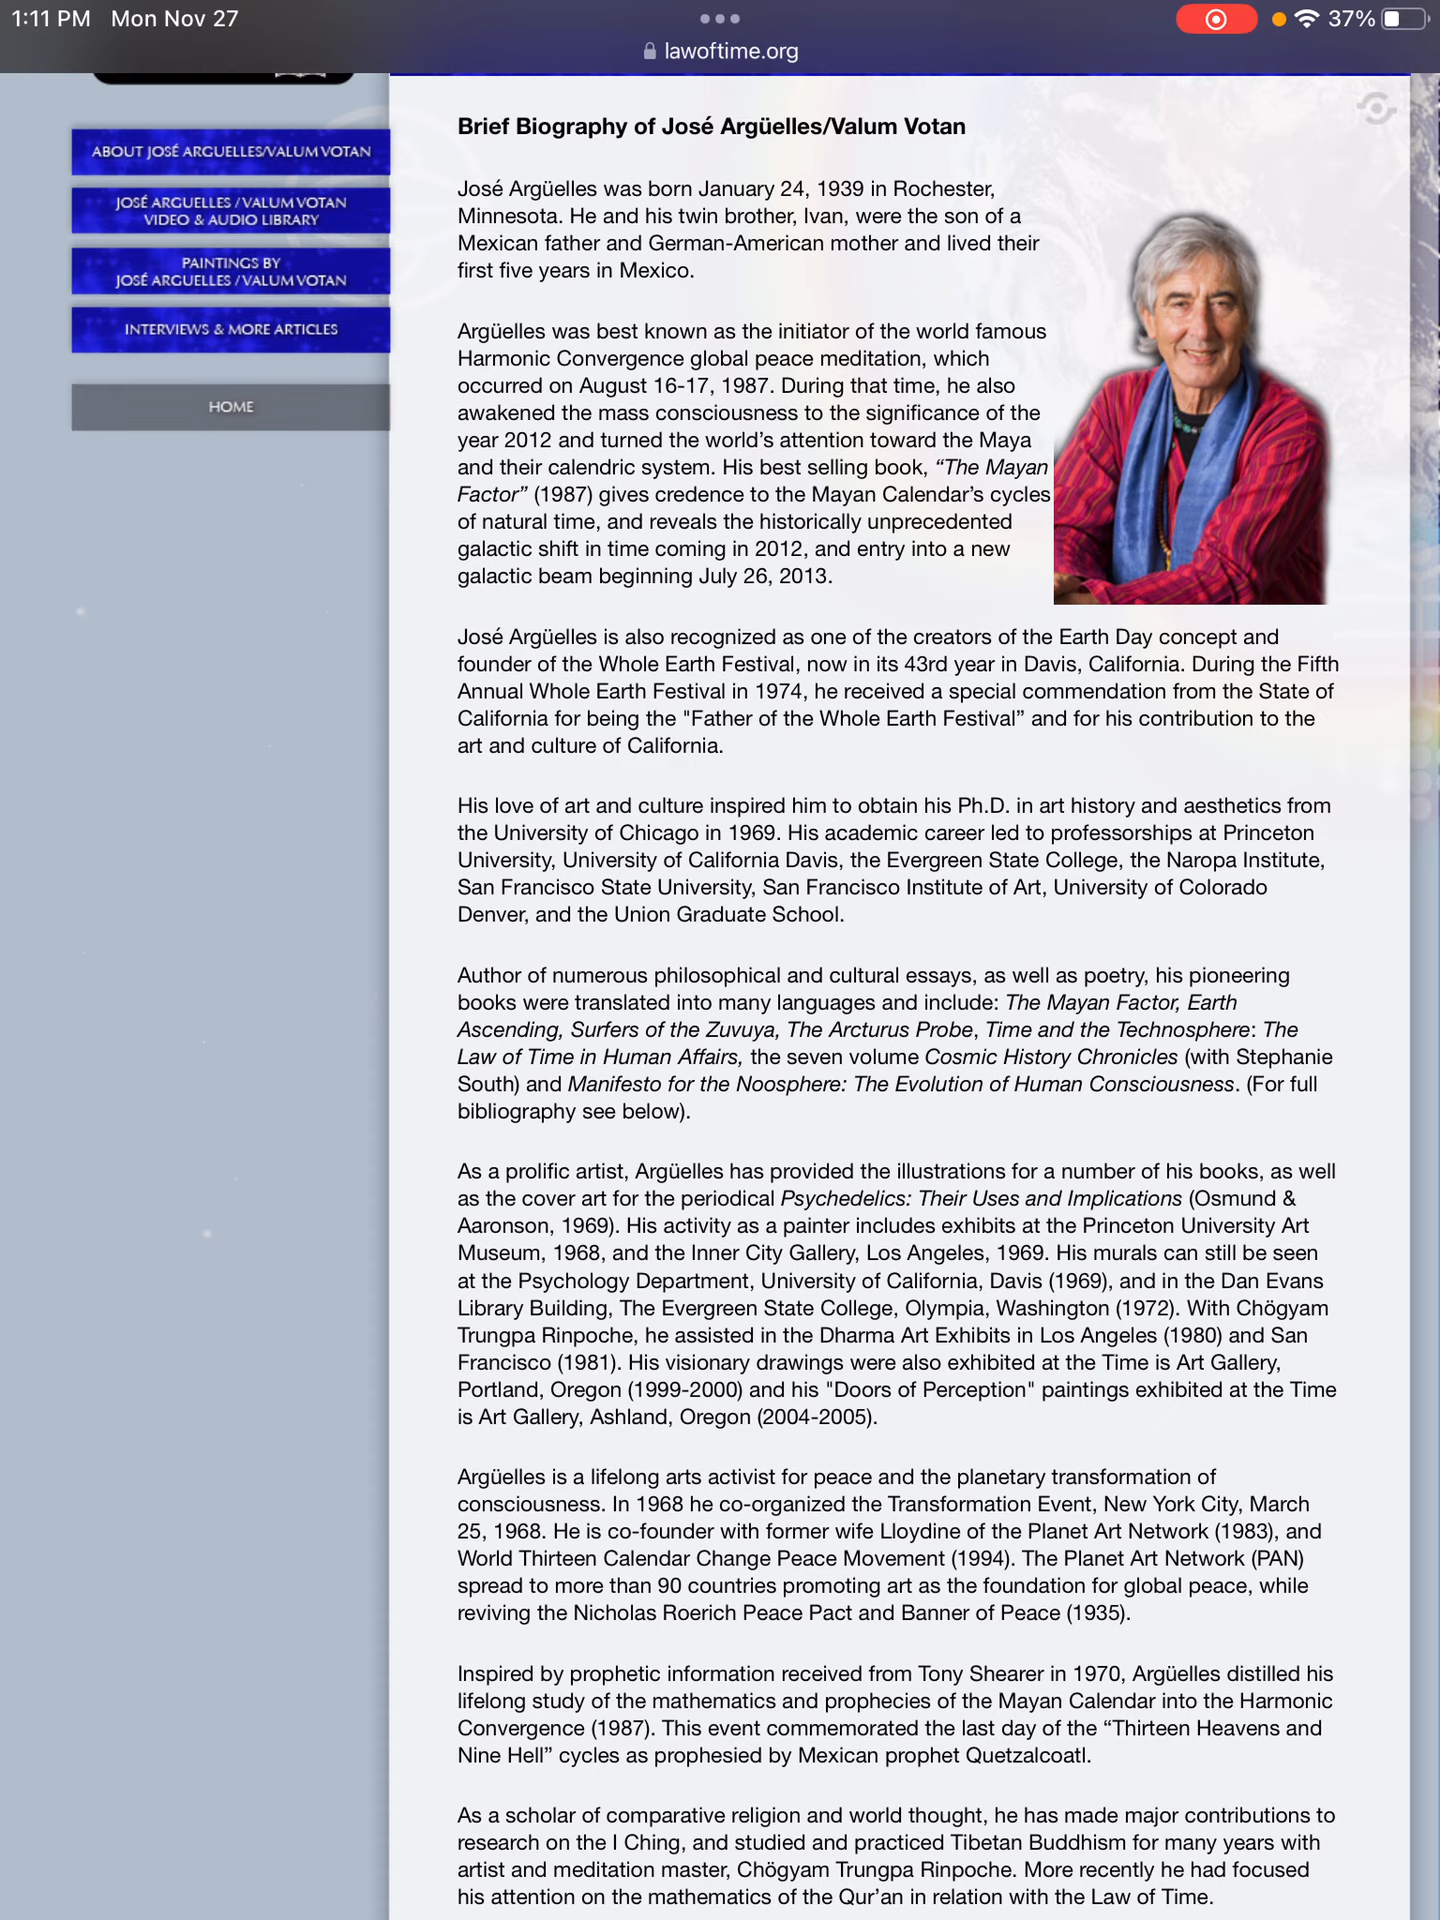 1:11 PM Mon Nov 27
37%
lawoftime.org
ABOUT JOSÉ ARGUELLES/VALUM VOTAN
JOSÉ ARGUELLES / VALUM VOTAN
VIDEO & AUDIO LIBRARY
PAINTINGS BY
JOSÉ ARGUELLES / VALUM VOTAN
INTERVIEWS & MORE ARTICLES
HOME
Brief Biography of José Argüelles/Valum Votan
José Argüelles was born January 24, 1939 in Rochester,
Minnesota. He and his twin brother, Ivan, were the son of a
Mexican father and German-American mother and lived their
first five years in Mexico.
Argüelles was best known as the initiator of the world famous
Harmonic Convergence global peace meditation, which
occurred on August 16-17, 1987. During that time, he also
awakened the mass consciousness to the significance of the
year 2012 and turned the world’s attention toward the Maya
and their calendric system. His best selling book, “The Mayan
Factor” (1987) gives credence to the Mayan Calendar’s cycles
of natural time, and reveals the historically unprecedented
galactic shift in time coming in 2012, and entry into a new
galactic beam beginning July 26, 2013.
José Argüelles is also recognized as one of the creators of the Earth Day concept and
founder of the Whole Earth Festival, now in its 43rd year in Davis, California. During the Fifth
Annual Whole Earth Festival in 1974, he received a special commendation from the State of
California for being the "Father of the Whole Earth Festival” and for his contribution to the
art and culture of California.
His love of art and culture inspired him to obtain his Ph.D. in art history and aesthetics from
the University of Chicago in 1969. His academic career led to professorships at Princeton
University, University of California Davis, the Evergreen State College, the Naropa Institute,
San Francisco State University, San Francisco Institute of Art, University of Colorado
Denver, and the Union Graduate School.
Author of numerous philosophical and cultural essays, as well as poetry, his pioneering
books were translated into many languages and include: The Mayan Factor, Earth
Ascending, Surfers of the Zuvuya, The Arcturus Probe, Time and the Technosphere: The
Law of Time in Human Affairs, the seven volume Cosmic History Chronicles (with Stephanie
South) and Manifesto for the Noosphere: The Evolution of Human Consciousness. (For full
bibliography see below).
As a prolific artist, Argüelles has provided the illustrations for a number of his books, as well
as the cover art for the periodical Psychedelics: Their Uses and Implications (Osmund &
Aaronson, 1969). His activity as a painter includes exhibits at the Princeton University Art
Museum, 1968, and the Inner City Gallery, Los Angeles, 1969. His murals can still be seen
at the Psychology Department, University of California, Davis (1969), and in the Dan Evans
Library Building, The Evergreen State College, Olympia, Washington (1972). With Chögyam
Trungpa Rinpoche, he assisted in the Dharma Art Exhibits in Los Angeles (1980) and San
Francisco (1981). His visionary drawings were also exhibited at the Time is Art Gallery,
Portland, Oregon (1999-2000) and his "Doors of Perception" paintings exhibited at the Time
is Art Gallery, Ashland, Oregon (2004-2005).
Argüelles is a lifelong arts activist for peace and the planetary transformation of
consciousness. In 1968 he co-organized the Transformation Event, New York City, March
25, 1968. He is co-founder with former wife Lloydine of the Planet Art Network (1983), and
World Thirteen Calendar Change Peace Movement (1994). The Planet Art Network (PAN)
spread to more than 90 countries promoting art as the foundation for global peace, while
reviving the Nicholas Roerich Peace Pact and Banner of Peace (1935).
Inspired by prophetic information received from Tony Shearer in 1970, Argüelles distilled his
lifelong study of the mathematics and prophecies of the Mayan Calendar into the Harmonic
Convergence (1987). This event commemorated the last day of the “Thirteen Heavens and
Nine Hell” cycles as prophesied by Mexican prophet Quetzalcoatl.
As a scholar of comparative religion and world thought, he has made major contributions to
research on the I Ching, and studied and practiced Tibetan Buddhism for many years with
artist and meditation master, Chögyam Trungpa Rinpoche. More recently he had focused
his attention on the mathematics of the Qur’an in relation with the Law of Time.